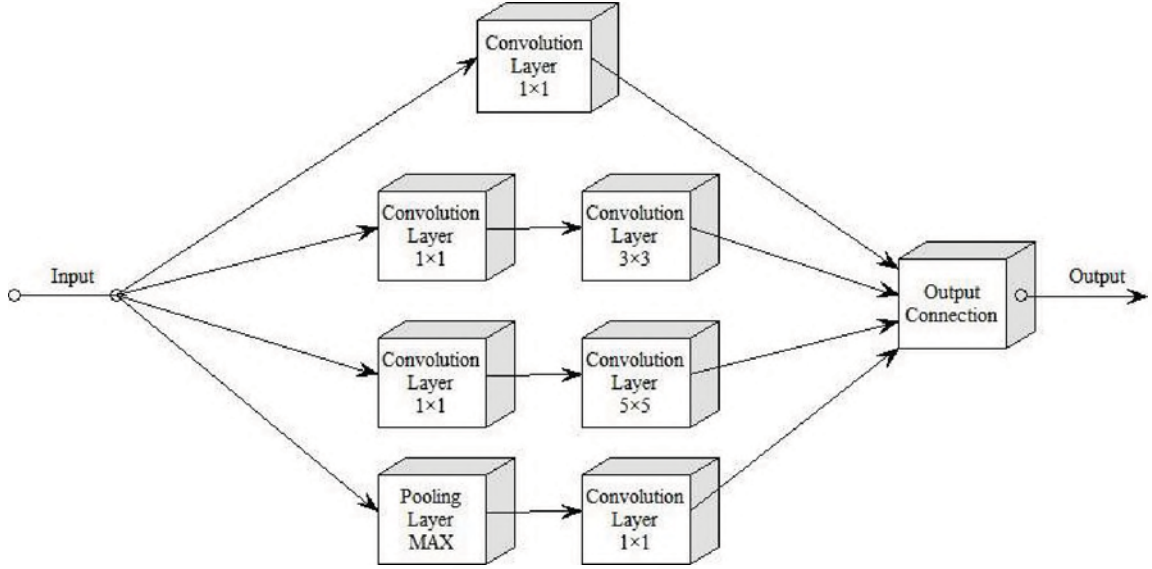 Convolution
Layer
1×1
Convolution
Layer
1×1
Convolution
Layer
3×3
Input
Output
Connection
Output
Convolution
Layer
1×1
Convolution
Layer
5×5
Pooling
Layer
MAX
Convolution
Layer
1×1